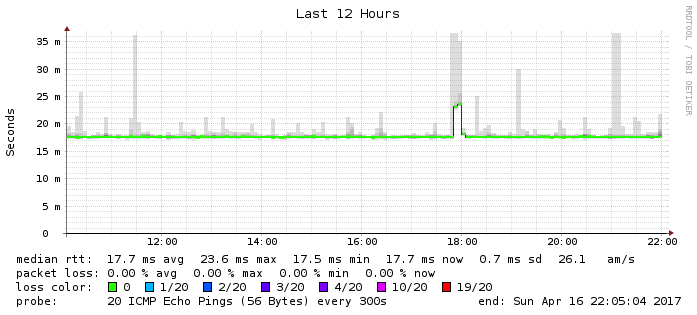 Last 12 Hours
RRDTOOL / TOBI OETIKER
Seconds
35 m
30 m
25 m
20 m
15 m
10 m
5 m
0
12:00 14:00 16:00 18:00 20:00 22:00
median rtt: 17.7 ms avg 23.6 ms max 17.5 ms min 17.7 ms now 0.7 ms sd 26.1 am/s
packet loss: 0.00 % avg 0.00 % max 0.00 % min 0.00 % now
loss color: 0 1/20 2/20 3/20 4/20 10/20 19/20
probe: 20 ICMP Echo Pings (56 Bytes) every 300s end: Sun Apr 16 22:05:04 2017